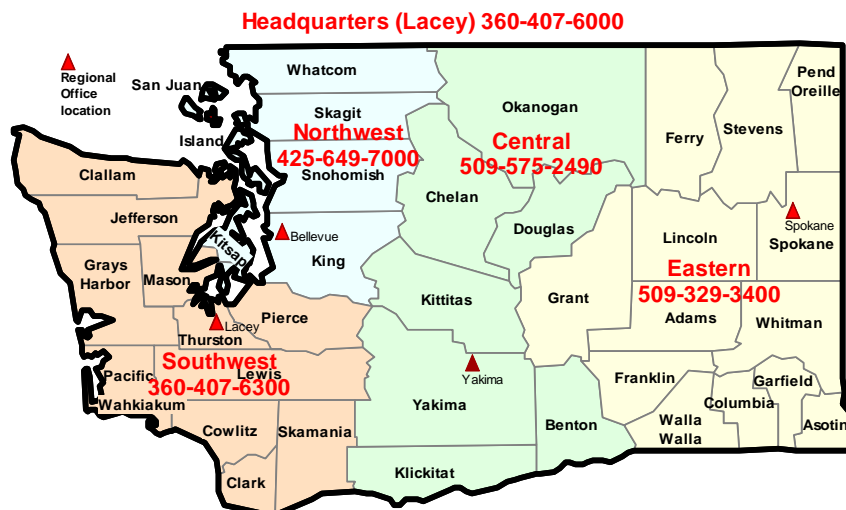 Headquarters (Lacey) 360-407-6000
Regional
Office
location
San Juan
Island
Whatcom
Skagit
Northwest
425-649-7000
Snohomish
King
Bellevue
Kitsap
Clallam
Jefferson
Grays
Harbor
Mason
Lacey
Thurston
Pierce
Southwest
360-407-6300
Pacific
Lewis
Wahkiakum
Cowlitz
Skamania
Clark
Okanogan
Central
509-575-2490
Chelan
Douglas
Kittitas
Yakima
Yakima
Benton
Klickitat
Ferry
Stevens
Pend
Oreille
Lincoln
Spokane
Spokane
Eastern
509-329-3400
Grant
Adams
Whitman
Franklin
Garfield
Columbia
Walla
Walla
Asotin